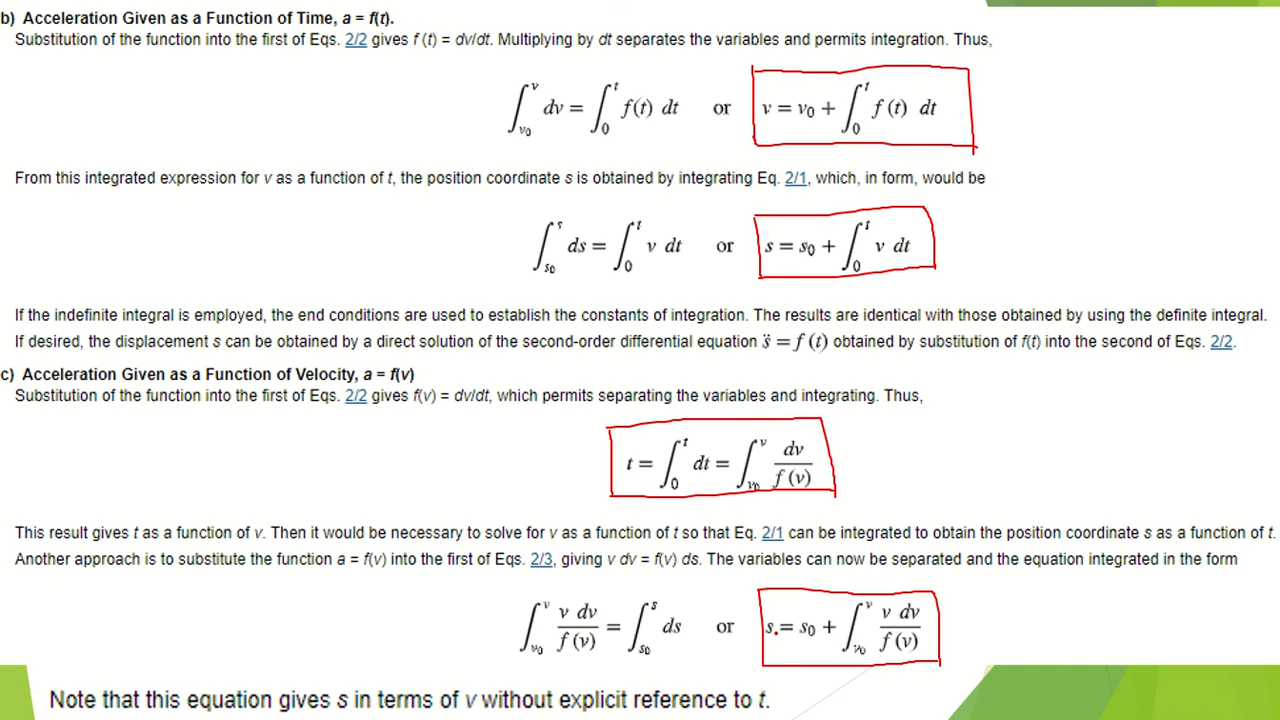 b) Acceleration Given as a Function of Time, a = f(t).
Substitution of the function into the first of Eqs. 2/2 gives f (t) = dv/dt. Multiplying by dt separates the variables and permits integration. Thus,
∫_{v₀}^{v} dv = ∫_{0}^{t} f(t) dt or v = v₀ + ∫_{0}^{t} f (t) dt
From this integrated expression for v as a function of t, the position coordinate s is obtained by integrating Eq. 2/1, which, in form, would be
∫_{s₀}^{s} ds = ∫_{0}^{t} v dt or s = s₀ + ∫_{0}^{t} v dt
If the indefinite integral is employed, the end conditions are used to establish the constants of integration. The results are identical with those obtained by using the definite integral.
If desired, the displacement s can be obtained by a direct solution of the second-order differential equation s̈ = f (t) obtained by substitution of f(t) into the second of Eqs. 2/2.
c) Acceleration Given as a Function of Velocity, a = f(v)
Substitution of the function into the first of Eqs. 2/2 gives f(v) = dv/dt, which permits separating the variables and integrating. Thus,
t = ∫_{0}^{t} dt = ∫_{v₀}^{v} dv / f (v)
This result gives t as a function of v. Then it would be necessary to solve for v as a function of t so that Eq. 2/1 can be integrated to obtain the position coordinate s as a function of t.
Another approach is to substitute the function a = f(v) into the first of Eqs. 2/3, giving v dv = f(v) ds. The variables can now be separated and the equation integrated in the form
∫_{v₀}^{v} v dv / f (v) = ∫_{s₀}^{s} ds or s = s₀ + ∫_{v₀}^{v} v dv / f (v)
Note that this equation gives s in terms of v without explicit reference to t.